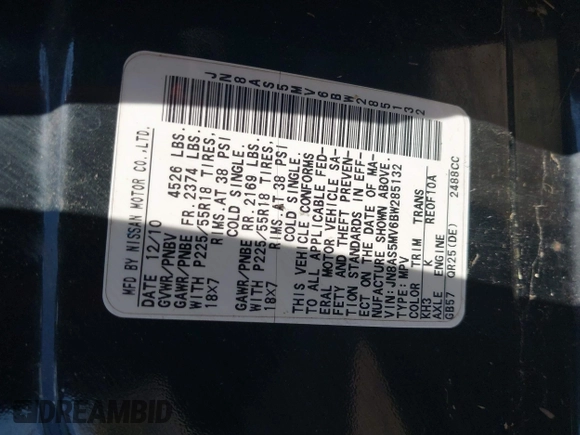 JN8AS5MV6BW285132
MFD BY NISSAN MOTOR CO.,LTD.
DATE 12/10
GVWR/PNBV 4526 LBS.
GAWR/PNBE FR. 2374 LBS.
WITH P225/55R18 TIRES,
18X7 RIMS.AT 38 PSI
COLD SINGLE.
GAWR/PNBE RR. 2169 LBS.
WITH P225/55R18 TIRES,
18X7 RIMS.AT 38 PSI
COLD SINGLE.
THIS VEHICLE CONFORMS
TO ALL APPLICABLE FED-
ERAL MOTOR VEHICLE SA-
FETY AND THEFT PREVEN-
TION STANDARDS IN EFF-
ECT ON THE DATE OF MA-
NUFACTURE SHOWN ABOVE.
VIN:JN8AS5MV6BW285132
TYPE: MPV
COLOR TRIM TRANS
KH3 K REOF10A
AXLE ENGINE
GB57 QR25(DE) 2488CC
DREAMBID